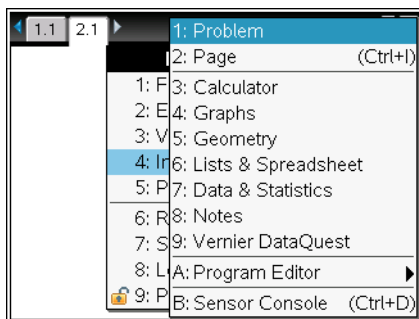 1.1 2.1
1: Problem
2: Page (Ctrl+I)
3: Calculator
4: Graphs
5: Geometry
6: Lists & Spreadsheet
7: Data & Statistics
8: Notes
9: Vernier DataQuest
A: Program Editor
B: Sensor Console (Ctrl+D)
1: F
2: E
3: V
4: In
5: P
6: R
7: S
8: L
9: P